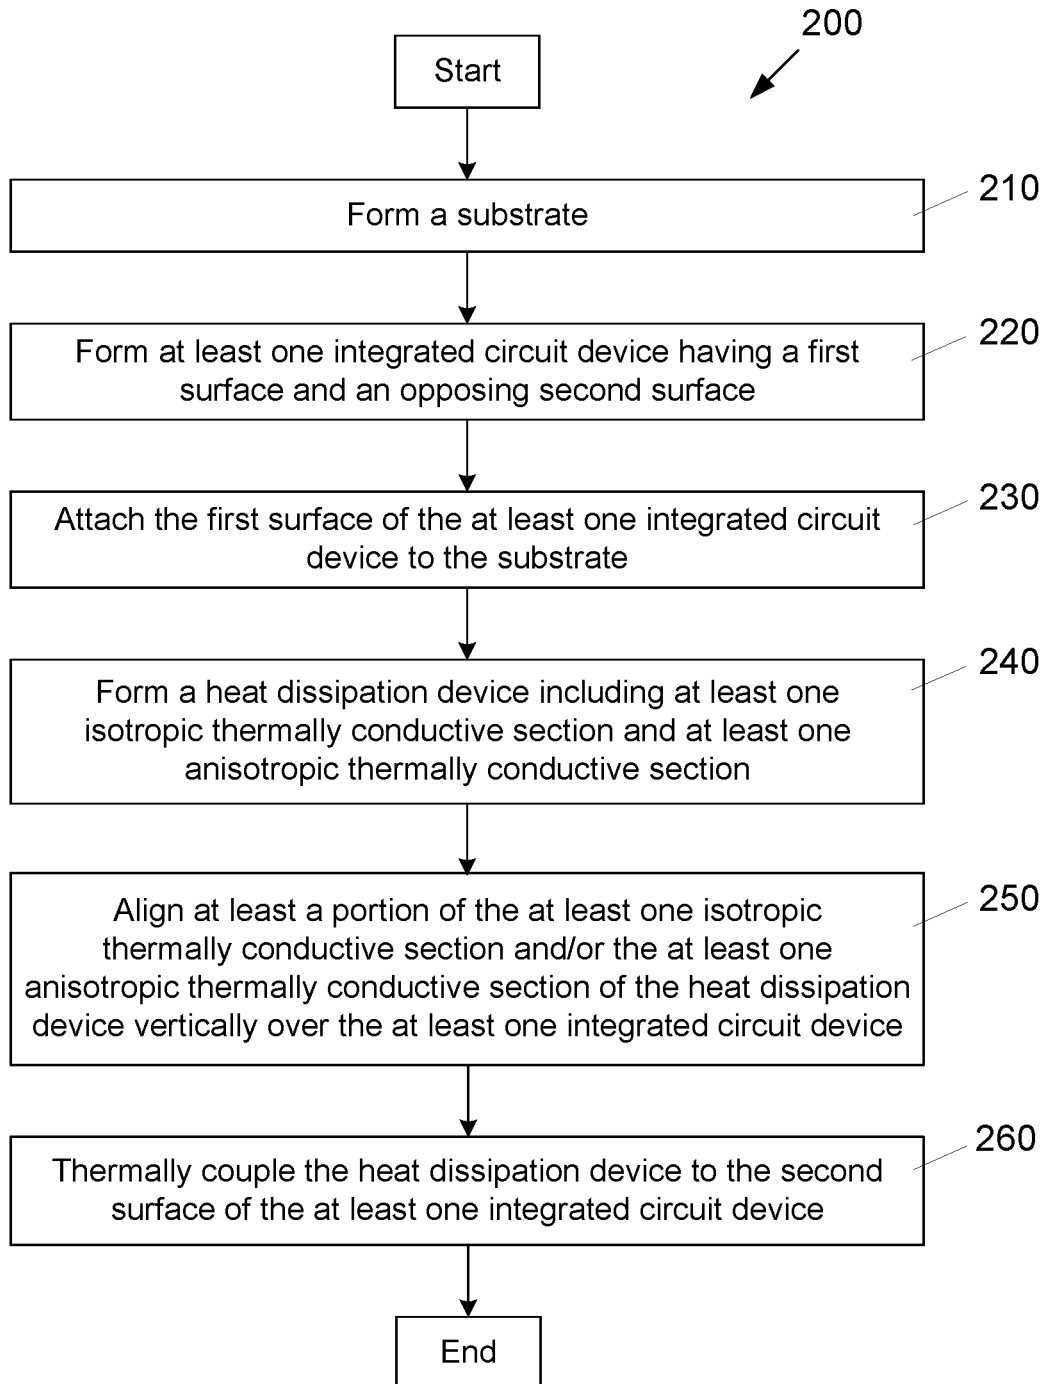 200
Start
Form a substrate
210
Form at least one integrated circuit device having a first
surface and an opposing second surface
220
Attach the first surface of the at least one integrated circuit
device to the substrate
230
Form a heat dissipation device including at least one
isotropic thermally conductive section and at least one
anisotropic thermally conductive section
240
Align at least a portion of the at least one isotropic
thermally conductive section and/or the at least one
anisotropic thermally conductive section of the heat dissipation
device vertically over the at least one integrated circuit device
250
Thermally couple the heat dissipation device to the second
surface of the at least one integrated circuit device
260
End